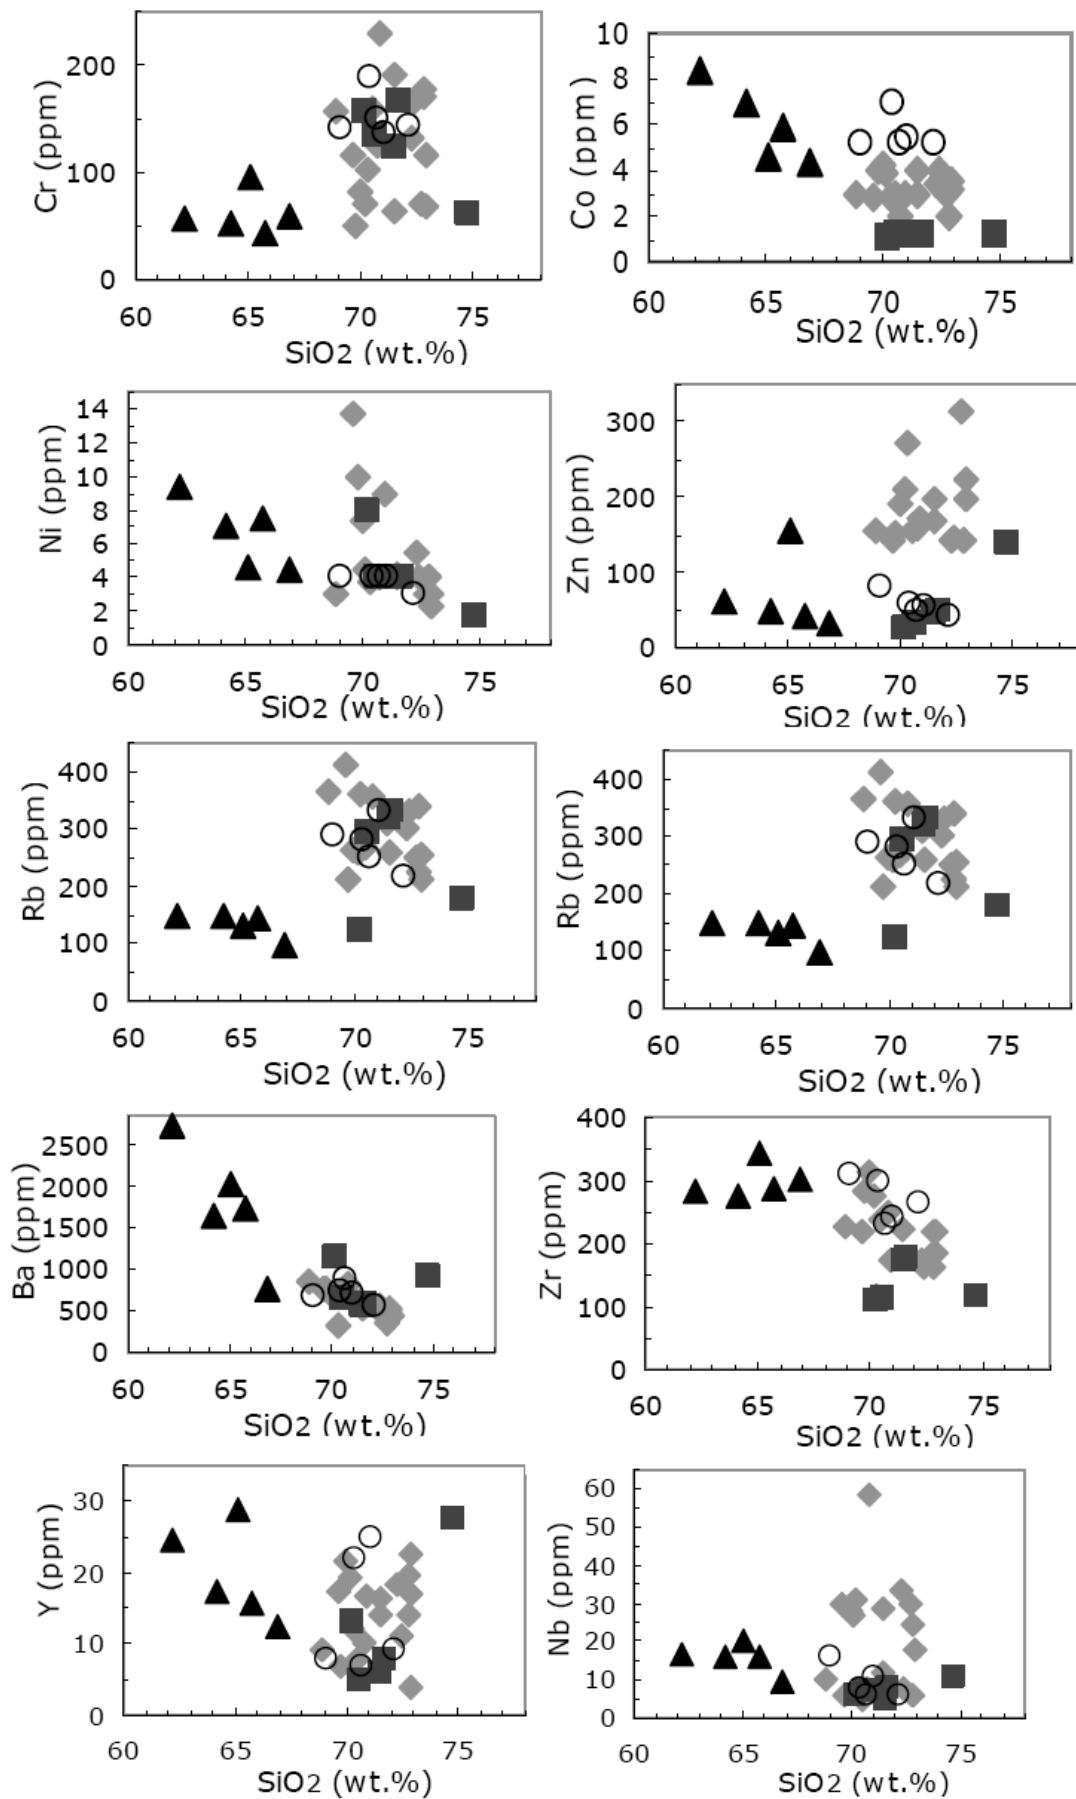 Cr (ppm)
200
100
0
60 65 70 75
SiO2 (wt.%)
Co (ppm)
10
8
6
4
2
0
60 65 70 75
SiO2 (wt.%)
Ni (ppm)
14
12
10
8
6
4
2
0
60 65 70 75
SiO2 (wt.%)
Zn (ppm)
300
200
100
0
60 65 70 75
SiO2 (wt.%)
Rb (ppm)
400
300
200
100
0
60 65 70 75
SiO2 (wt.%)
Rb (ppm)
400
300
200
100
0
60 65 70 75
SiO2 (wt.%)
Ba (ppm)
2500
2000
1500
1000
500
0
60 65 70 75
SiO2 (wt.%)
Zr (ppm)
400
300
200
100
0
60 65 70 75
SiO2 (wt.%)
Y (ppm)
30
20
10
0
60 65 70 75
SiO2 (wt.%)
Nb (ppm)
60
50
40
30
20
10
0
60 65 70 75
SiO2 (wt.%)